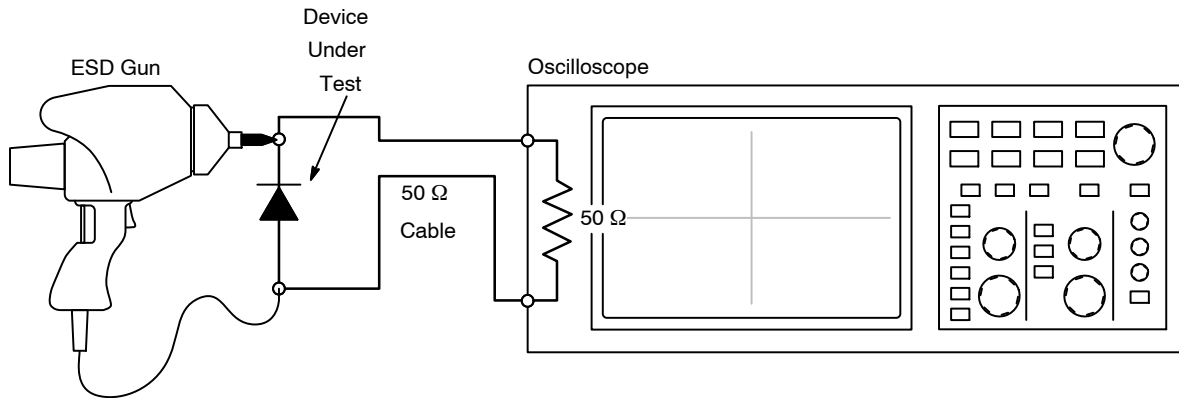 Device
Under
Test
ESD Gun
Oscilloscope
50 Ω
Cable
50 Ω